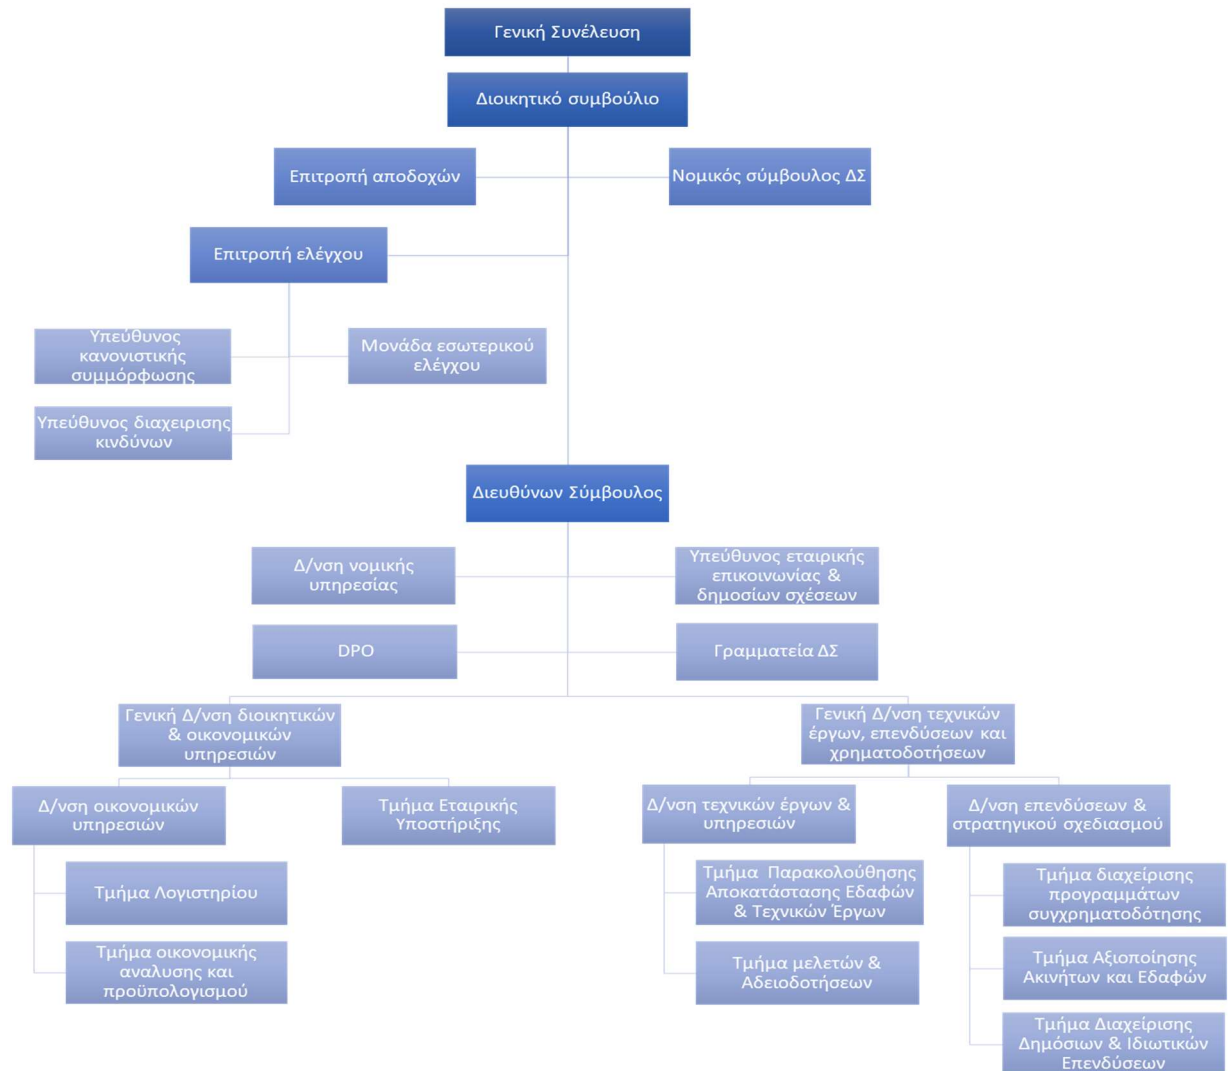 Γενική Συνέλευση
Διοικητικό συμβούλιο
Επιτροπή αποδοχών
Νομικός σύμβουλος ΔΣ
Επιτροπή ελέγχου
Υπεύθυνος
κανονιστικής
συμμόρφωσης
Μονάδα εσωτερικού
ελέγχου
Υπεύθυνος διαχειρισης
κινδύνων
Διευθύνων Σύμβουλος
Δ/νση νομικής
υπηρεσίας
Υπεύθυνος εταιρικής
επικοινωνίας &
δημοσίων σχέσεων
DPO
Γραμματεία ΔΣ
Γενική Δ/νση διοικητικών
& οικονομικών
υπηρεσιών
Γενική Δ/νση τεχνικών
έργων, επενδύσεων και
χρηματοδοτήσεων
Δ/νση οικονομικών
υπηρεσιών
Τμήμα Εταιρικής
Υποστήριξης
Δ/νση τεχνικών έργων &
υπηρεσιών
Δ/νση επενδύσεων &
στρατηγικού σχεδιασμού
Τμήμα Λογιστηρίου
Τμήμα οικονομικής
αναλυσης και
προϋπολογισμού
Τμήμα Παρακολούθησης
Αποκατάστασης Εδαφών
& Τεχνικών Έργων
Τμήμα μελετών &
Αδειοδοτήσεων
Τμήμα διαχείρισης
προγραμμάτων
συγχρηματοδότησης
Τμήμα Αξιοποίησης
Ακινήτων και Εδαφών
Τμήμα Διαχείρισης
Δημόσιων & Ιδιωτικών
Επενδύσεων